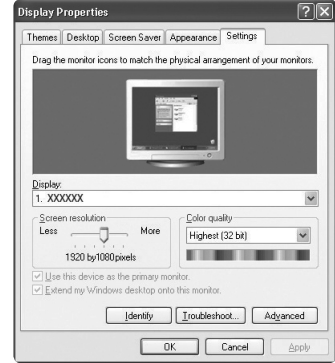 Display Properties
Themes Desktop Screen Saver Appearance Settings
Drag the monitor icons to match the physical arrangement of your monitors.
Display:
1. XXXXXX
Screen resolution
Less More
1920 by1080 pixels
Color quality
Highest (32 bit)
Use this device as the primary monitor.
Extend my Windows desktop onto this monitor.
Identify Troubleshoot... Advanced
OK Cancel Apply